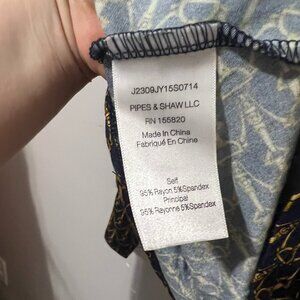 J2309JY15S0714
PIPES & SHAW LLC
RN 155820
Made In China
Fabriqué En Chine
Self
95% Rayon 5%Spandex
Principal
95% Rayonne 5%Spandex